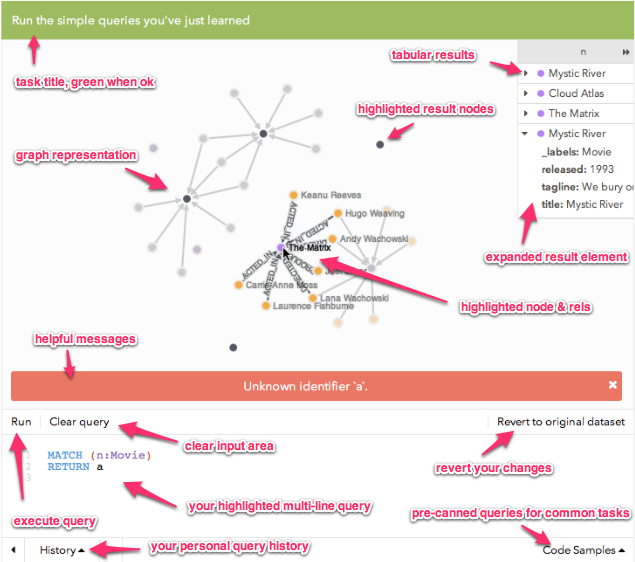 Run the simple queries you've just learned
task title, green when ok
tabular results
n
Mystic River
Cloud Atlas
The Matrix
Mystic River
_labels: Movie
released: 1993
tagline: We bury ou
title: Mystic River
highlighted result nodes
graph representation
expanded result element
Keanu Reeves
Hugo Weaving
Andy Wachowski
The Matrix
Carrie-Anne Moss
Lana Wachowski
Laurence Fishburne
ACTED_IN
ACTED_IN
ACTED_IN
highlighted node & rels
helpful messages
Unknown identifier `a`.
Run
Clear query
Revert to original dataset
clear input area
revert your changes
1 MATCH (n:Movie)
2 RETURN a
3
your highlighted multi-line query
pre-canned queries for common tasks
execute query
History
your personal query history
Code Samples